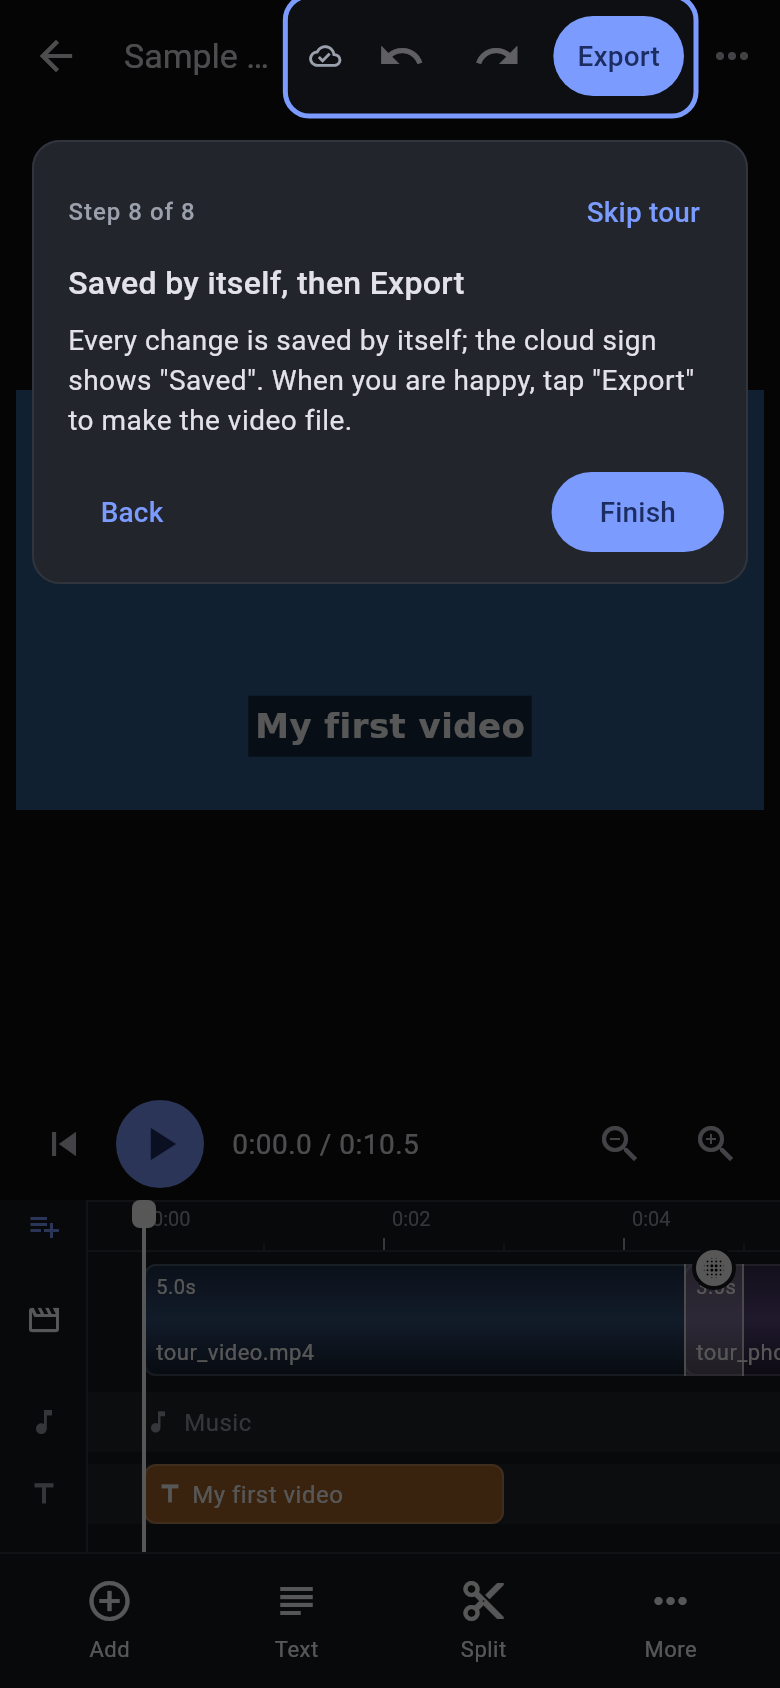 Sample ...
Export
Step 8 of 8
Skip tour
Saved by itself, then Export
Every change is saved by itself; the cloud sign
shows "Saved". When you are happy, tap "Export"
to make the video file.
Back
Finish
My first video
0:00.0 / 0:10.5
0:00
0:02
0:04
5.0s
tour_video.mp4
tour_pho
Music
T
T My first video
Add
Text
Split
More